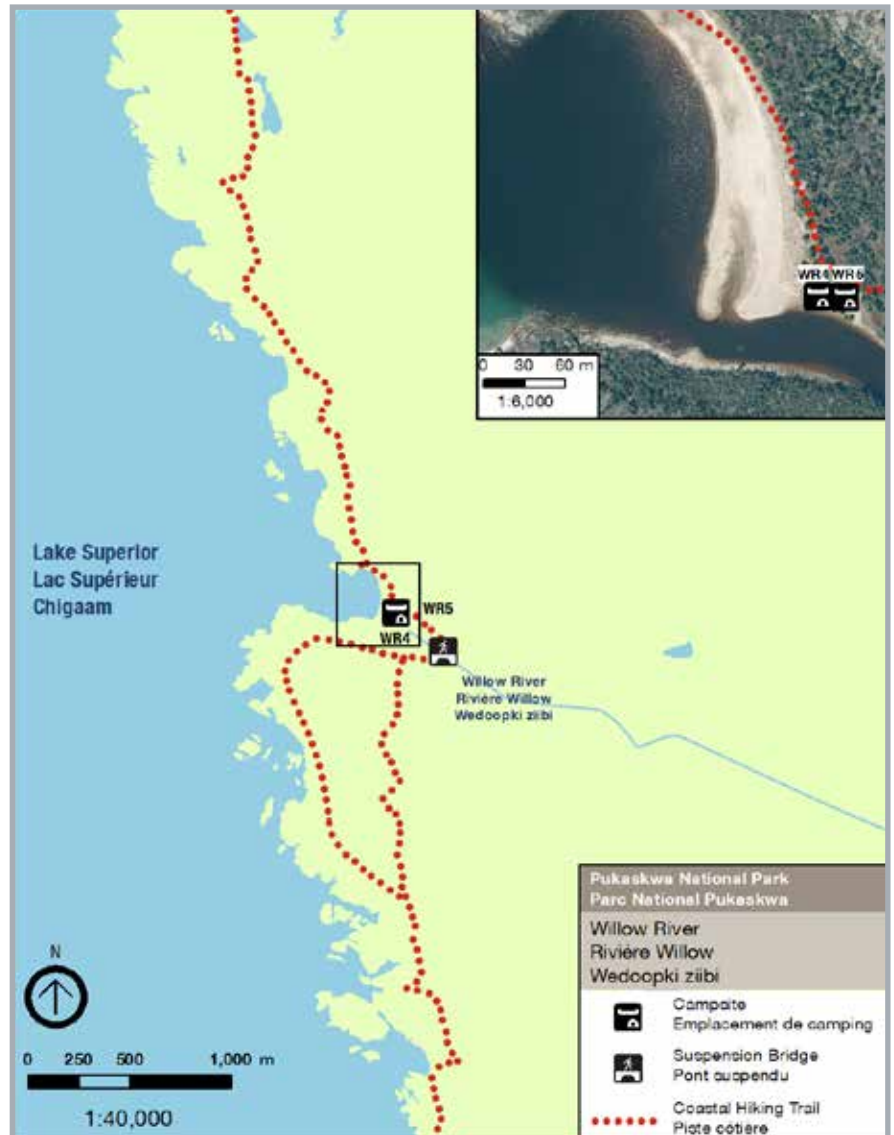 WR4 WR5
0 30 60 m
1:6,000
Lake Superior
Lac Supérieur
Chigaam
WR5
WR4
Willow River
Rivière Willow
Wedoopki ziibi
N
0 250 500 1,000 m
1:40,000
Pukaskwa National Park
Parc National Pukaskwa
Willow River
Rivière Willow
Wedoopki ziibi
Campsite
Emplacement de camping
Suspension Bridge
Pont suspendu
Coastal Hiking Trail
Piste côtière